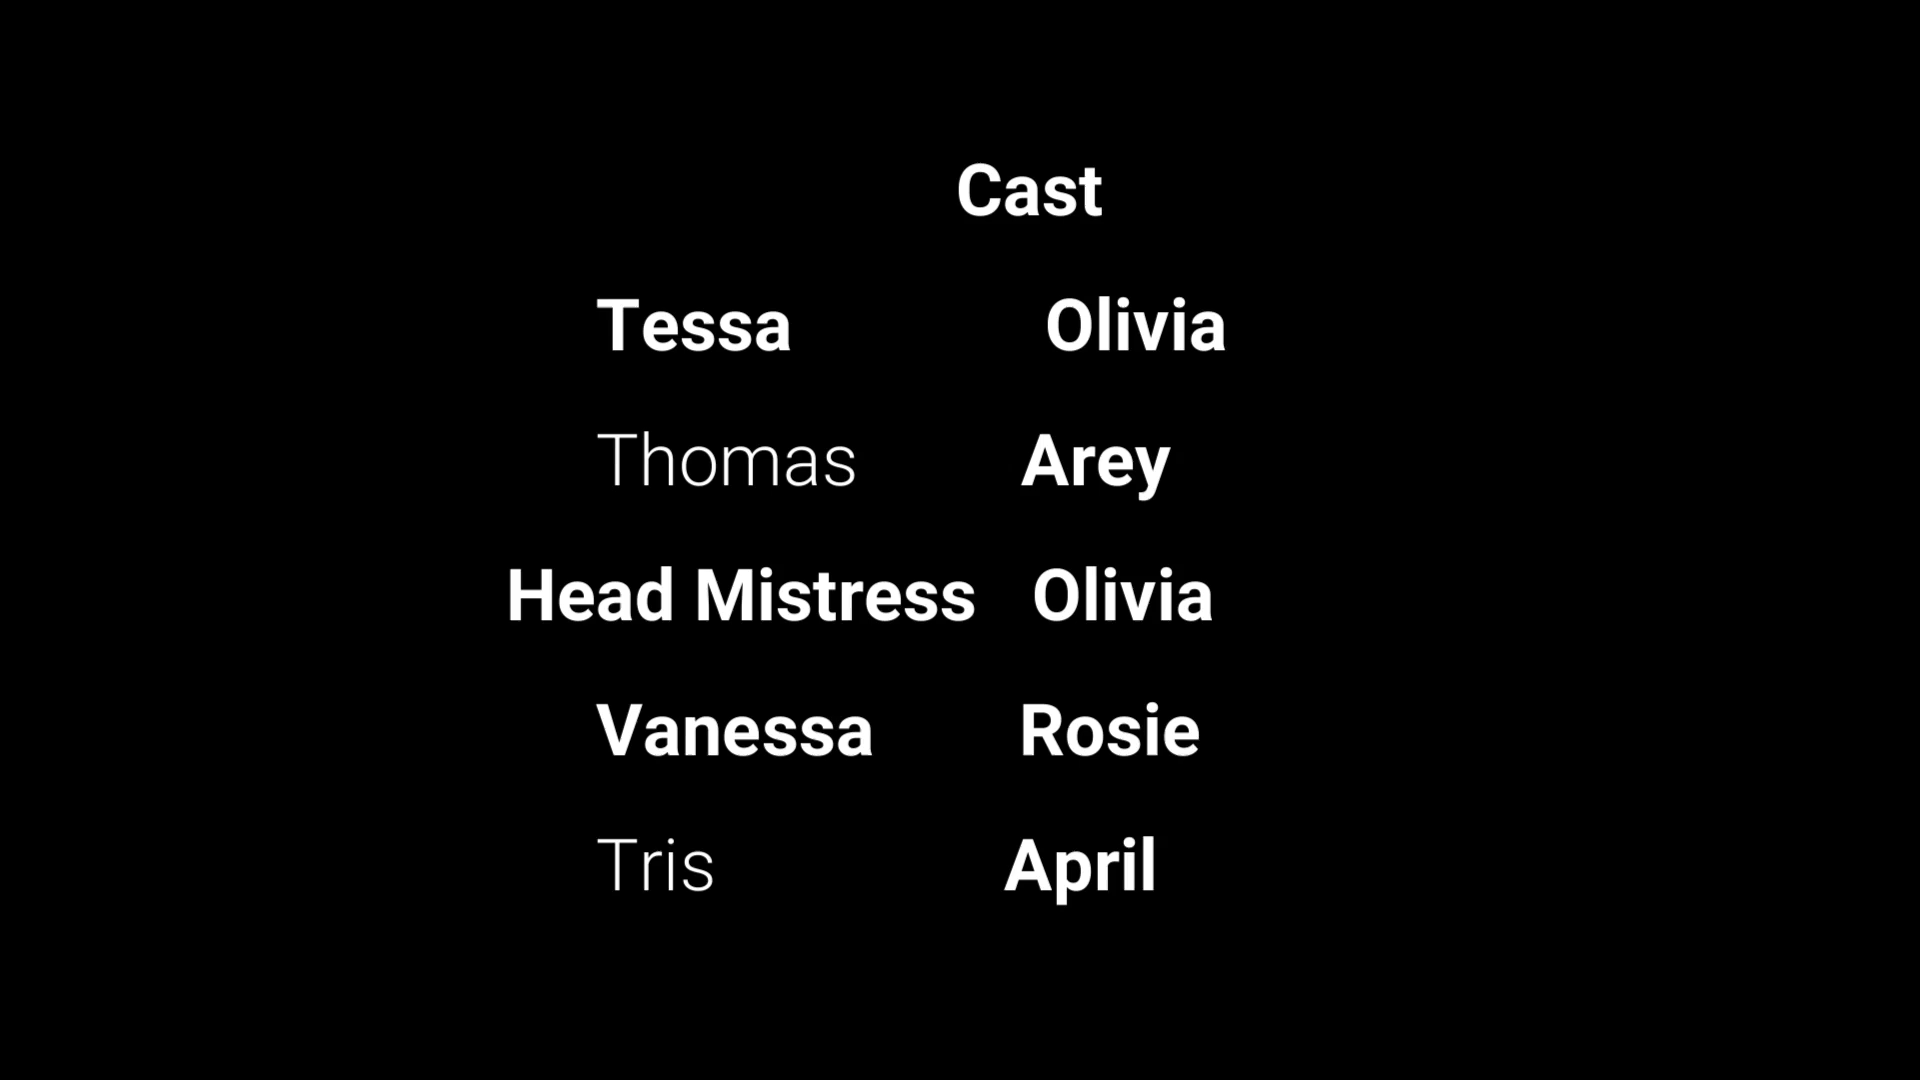 Cast
Tessa Olivia
Thomas Arey
Head Mistress Olivia
Vanessa Rosie
Tris April